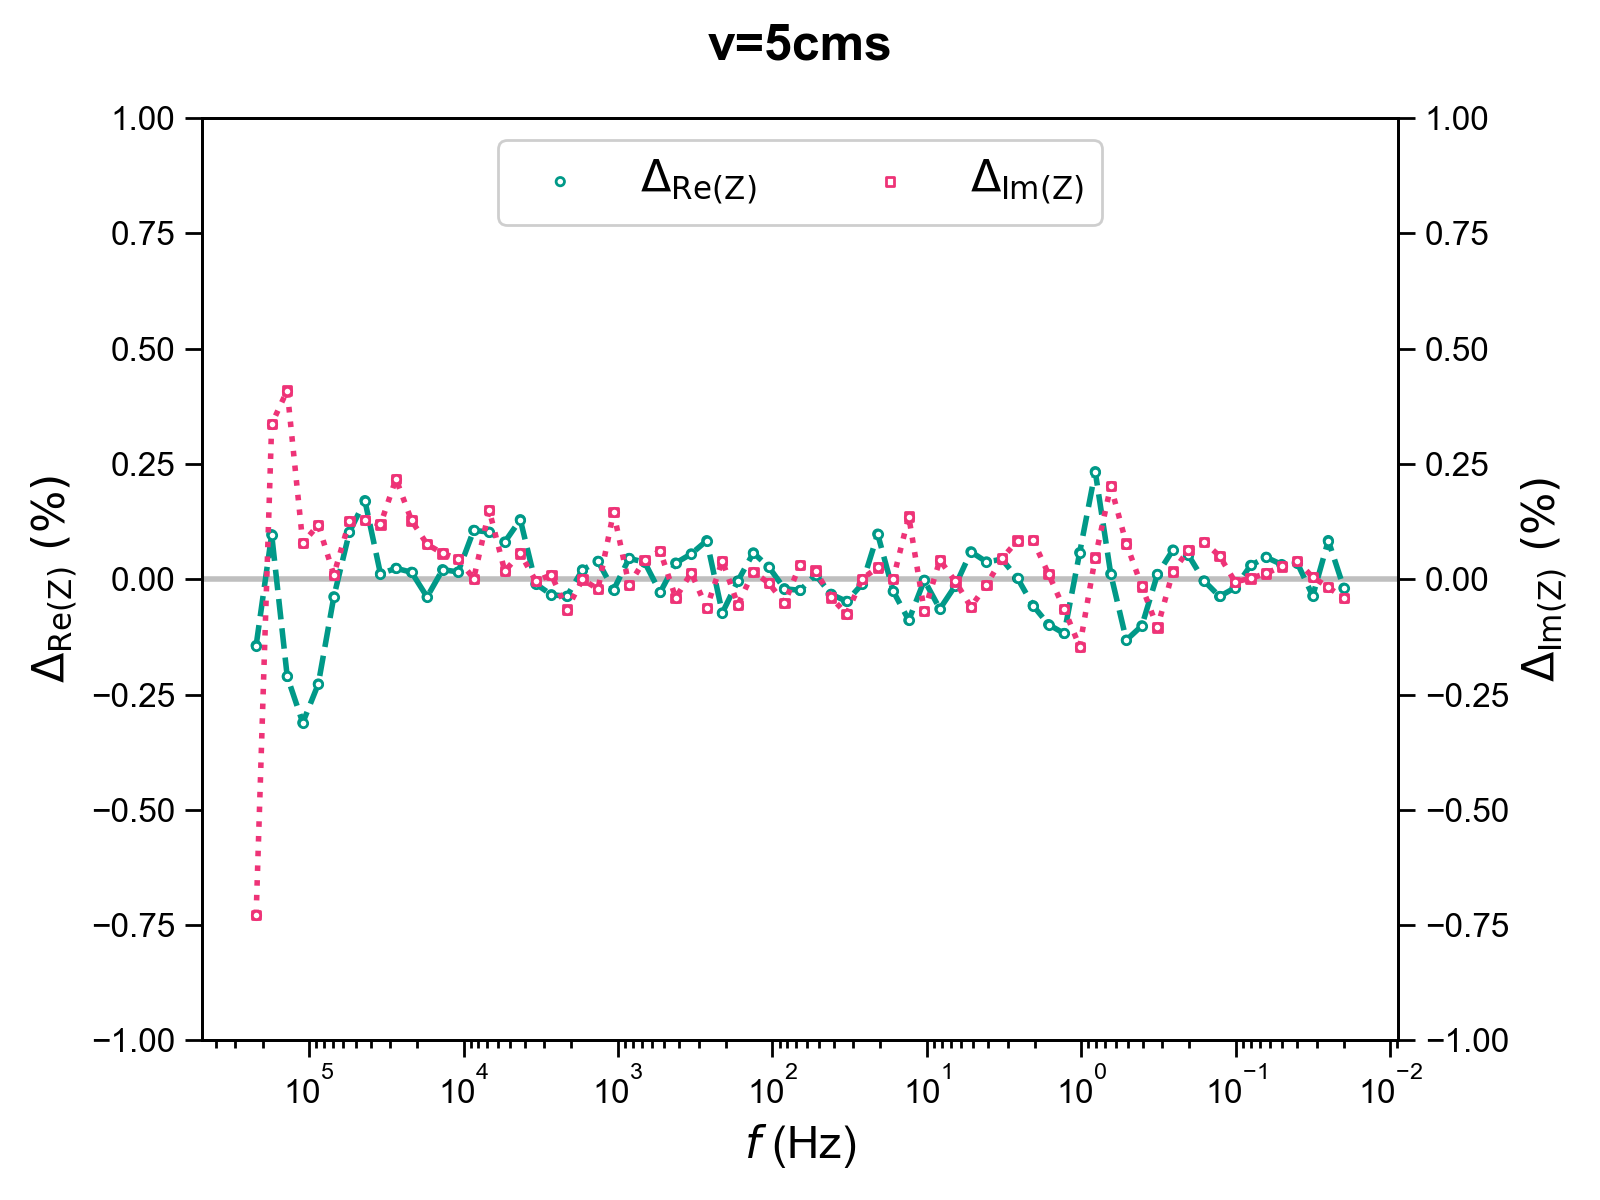 v=5cms
Δ_Re(Z) Δ_Im(Z)
1.00 1.00
0.75 0.75
0.50 0.50
0.25 0.25
0.00 0.00
−0.25 −0.25
−0.50 −0.50
−0.75 −0.75
−1.00 −1.00
Δ_Re(Z) (%)
Δ_Im(Z) (%)
10^5 10^4 10^3 10^2 10^1 10^0 10^−1 10^−2
f (Hz)